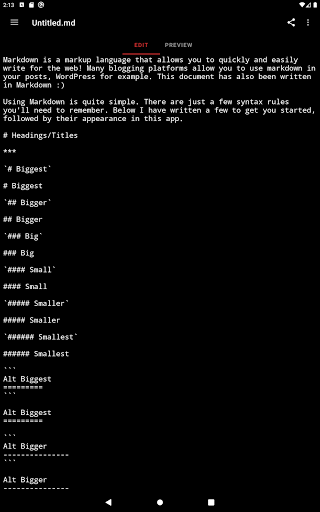 2:13
Untitled.md
EDIT
PREVIEW
Markdown is a markup language that allows you to quickly and easily
write for the web! Many blogging platforms allow you to use markdown in
your posts, WordPress for example. This document has also been written
in Markdown :)
Using Markdown is quite simple. There are just a few syntax rules
you'll need to remember. Below I have written a few to get you started,
followed by their appearance in this app.
# Headings/Titles
***
`# Biggest`
# Biggest
`## Bigger`
## Bigger
`### Big`
### Big
`#### Small`
#### Small
`##### Smaller`
##### Smaller
`###### Smallest`
###### Smallest
```
Alt Biggest
=========
```
Alt Biggest
=========
```
Alt Bigger
---------------
```
Alt Bigger
---------------